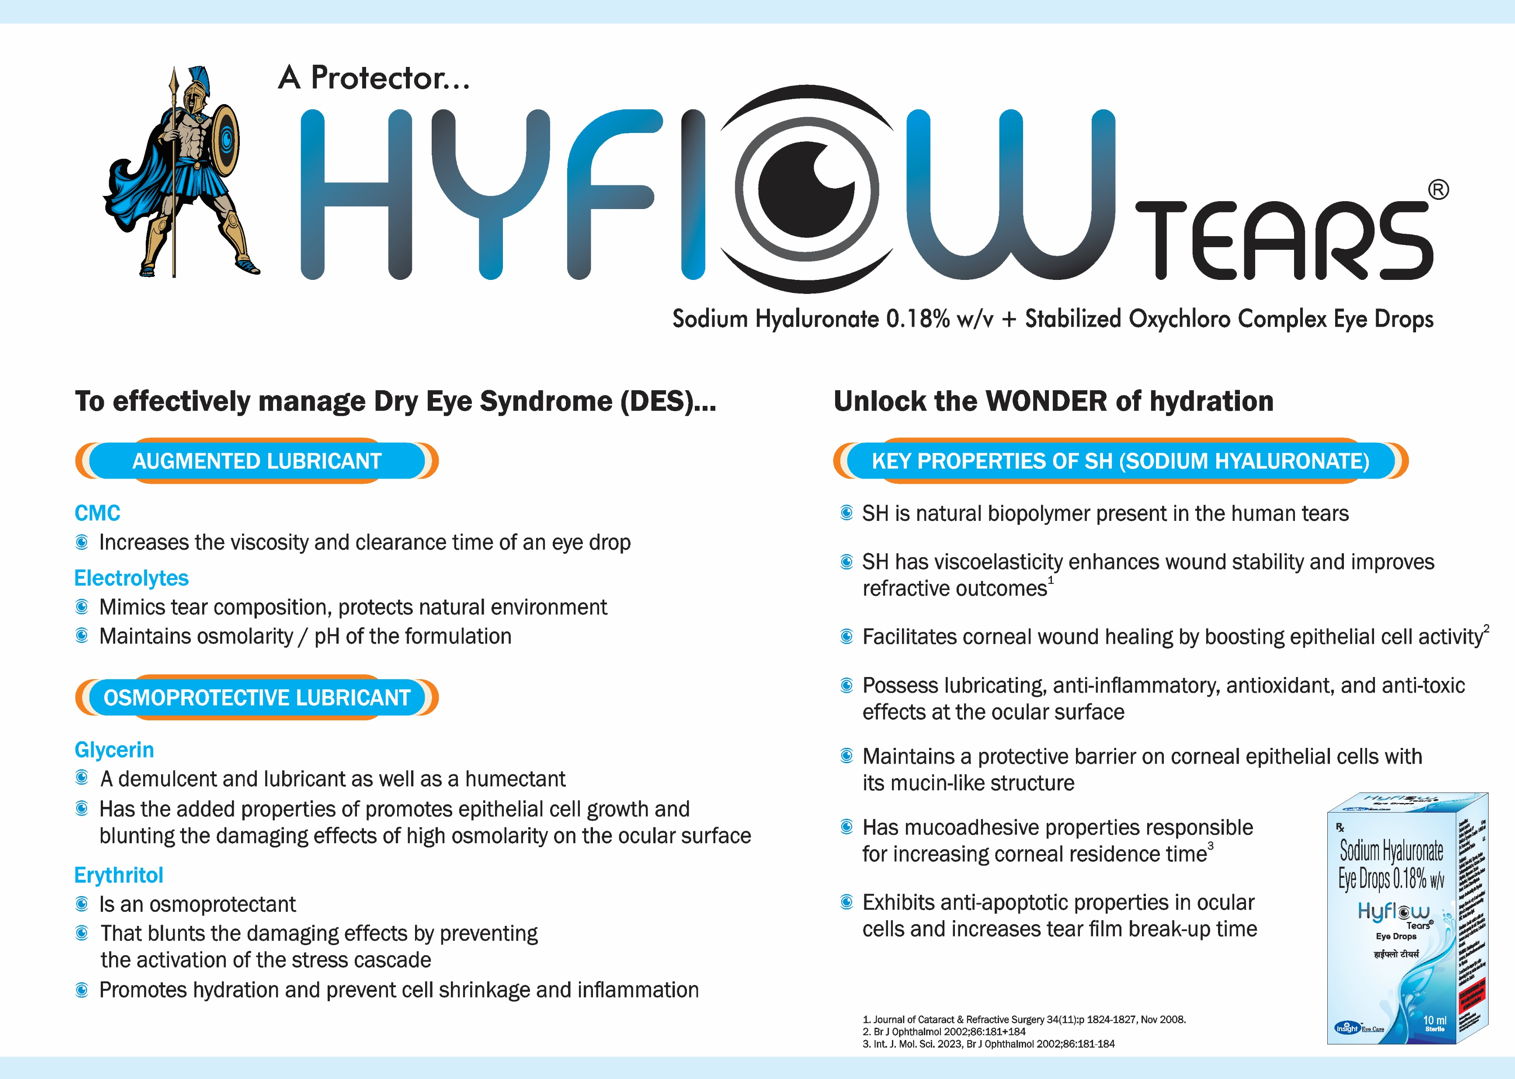 A Protector...
HYFLOW TEARS®
Sodium Hyaluronate 0.18% w/v + Stabilized Oxychloro Complex Eye Drops
To effectively manage Dry Eye Syndrome (DES)...
AUGMENTED LUBRICANT
CMC
Increases the viscosity and clearance time of an eye drop
Electrolytes
Mimics tear composition, protects natural environment
Maintains osmolarity / pH of the formulation
OSMOPROTECTIVE LUBRICANT
Glycerin
A demulcent and lubricant as well as a humectant
Has the added properties of promotes epithelial cell growth and
blunting the damaging effects of high osmolarity on the ocular surface
Erythritol
Is an osmoprotectant
That blunts the damaging effects by preventing
the activation of the stress cascade
Promotes hydration and prevent cell shrinkage and inflammation
Unlock the WONDER of hydration
KEY PROPERTIES OF SH (SODIUM HYALURONATE)
SH is natural biopolymer present in the human tears
SH has viscoelasticity enhances wound stability and improves
refractive outcomes¹
Facilitates corneal wound healing by boosting epithelial cell activity²
Possess lubricating, anti-inflammatory, antioxidant, and anti-toxic
effects at the ocular surface
Maintains a protective barrier on corneal epithelial cells with
its mucin-like structure
Has mucoadhesive properties responsible
for increasing corneal residence time³
Exhibits anti-apoptotic properties in ocular
cells and increases tear film break-up time
1. Journal of Cataract & Refractive Surgery 34(11):p 1824-1827, Nov 2008.
2. Br J Ophthalmol 2002;86:181+184
3. Int. J. Mol. Sci. 2023, Br J Ophthalmol 2002;86:181-184
Hyflow
Tears®
Eye Drops
Rx
Sodium Hyaluronate
Eye Drops 0.18% w/v
Hyflow
Tears®
Eye Drops
हाईफ्लो टीयर्स
Insight Eye Care
10 ml
Sterile